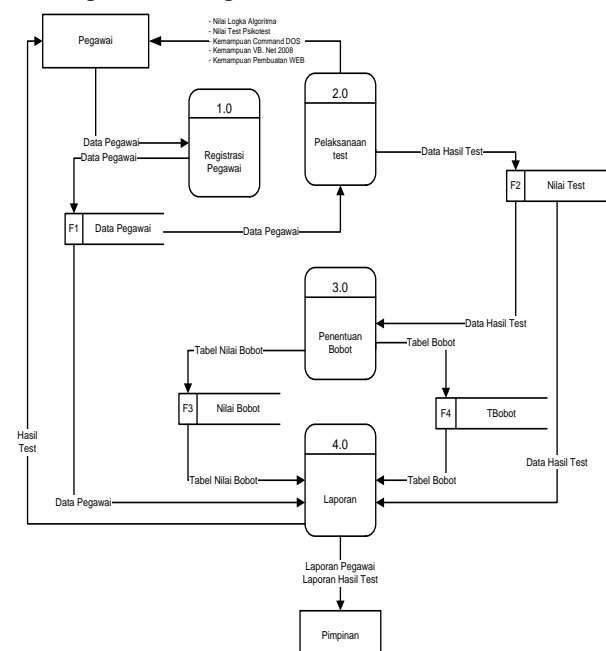 Pegawai
- Nilai Logka Algoritma
- Nilai Test Psikotest
- Kemampuan Command DOS
- Kemampuan VB. Net 2008
- Kemampuan Pembuatan WEB
1.0
Registrasi
Pegawai
2.0
Pelaksanaan
test
Data Pegawai
Data Pegawai
Data Hasil Test
F2 Nilai Test
F1 Data Pegawai
Data Pegawai
3.0
Penentuan
Bobot
Data Hasil Test
Tabel Nilai Bobot
Tabel Bobot
F3 Nilai Bobot
F4 TBobot
Hasil
Test
4.0
Laporan
Data Hasil Test
Tabel Nilai Bobot
Tabel Bobot
Data Pegawai
Laporan Pegawai
Laporan Hasil Test
Pimpinan